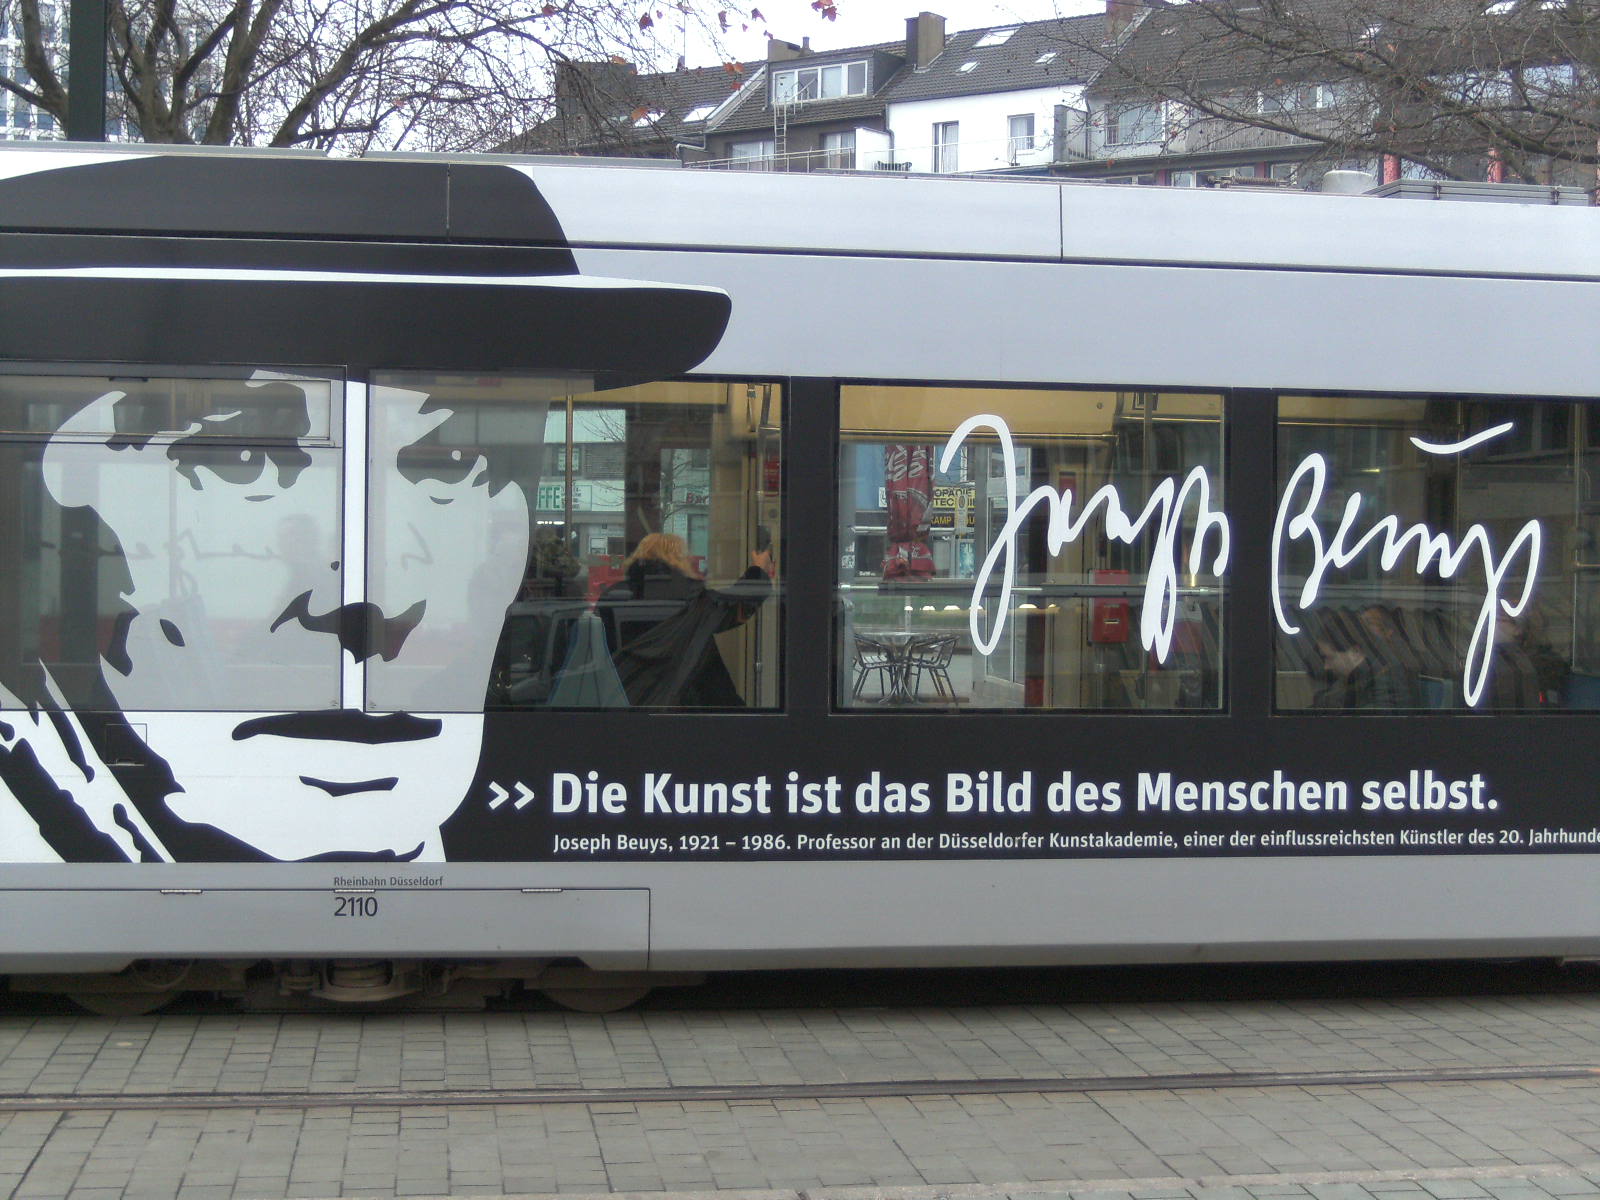 Joseph Beuys
>> Die Kunst ist das Bild des Menschen selbst.
Joseph Beuys, 1921 – 1986. Professor an der Düsseldorfer Kunstakademie, einer der einflussreichsten Künstler des 20. Jahrhunde
Rheinbahn Düsseldorf
2110